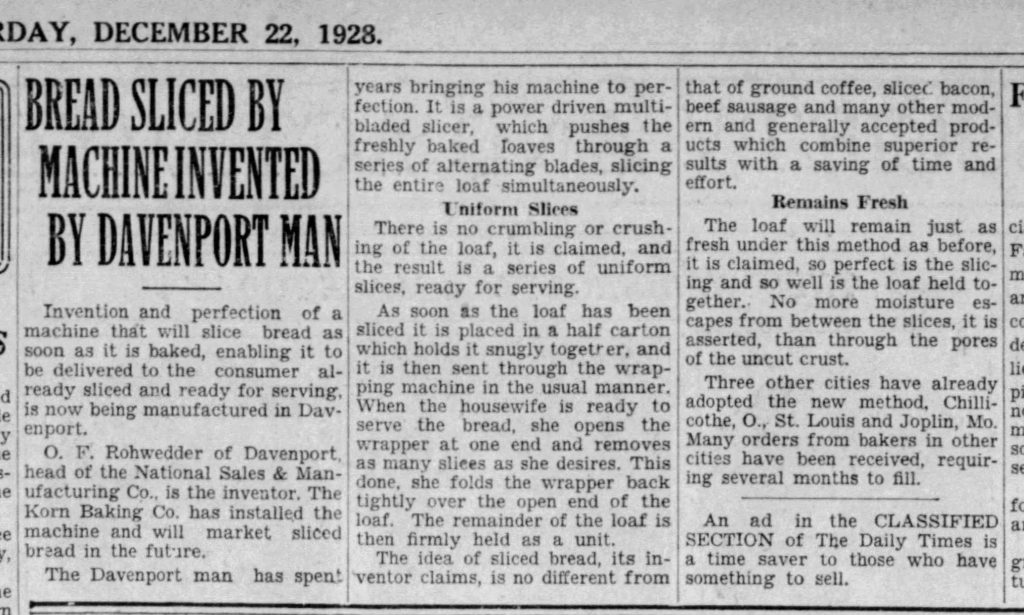 RDAY, DECEMBER 22, 1928.
BREAD SLICED BY
MACHINE INVENTED
BY DAVENPORT MAN
Invention and perfection of a
machine that will slice bread as
soon as it is baked, enabling it to
be delivered to the consumer al-
ready sliced and ready for serving,
is now being manufactured in Dav-
enport.
O. F. Rohwedder of Davenport,
head of the National Sales & Man-
ufacturing Co., is the inventor. The
Korn Baking Co. has installed the
machine and will market sliced
bread in the future.
The Davenport man has spent
years bringing his machine to per-
fection. It is a power driven multi-
bladed slicer, which pushes the
freshly baked loaves through a
series of alternating blades, slicing
the entire loaf simultaneously.
Uniform Slices
There is no crumbling or crush-
ing of the loaf, it is claimed, and
the result is a series of uniform
slices, ready for serving.
As soon as the loaf has been
sliced it is placed in a half carton
which holds it snugly together, and
it is then sent through the wrap-
ping machine in the usual manner.
When the housewife is ready to
serve the bread, she opens the
wrapper at one end and removes
as many slices as she desires. This
done, she folds the wrapper back
tightly over the open end of the
loaf. The remainder of the loaf is
then firmly held as a unit.
The idea of sliced bread, its in-
ventor claims, is no different from
that of ground coffee, sliced bacon,
beef sausage and many other mod-
ern and generally accepted prod-
ucts which combine superior re-
sults with a saving of time and
effort.
Remains Fresh
The loaf will remain just as
fresh under this method as before,
it is claimed, so perfect is the slic-
ing and so well is the loaf held to-
gether. No more moisture es-
capes from between the slices, it is
asserted, than through the pores
of the uncut crust.
Three other cities have already
adopted the new method, Chilli-
cothe, O., St. Louis and Joplin, Mo.
Many orders from bakers in other
cities have been received, requir-
ing several months to fill.
An ad in the CLASSIFIED
SECTION of The Daily Times is
a time saver to those who have
something to sell.